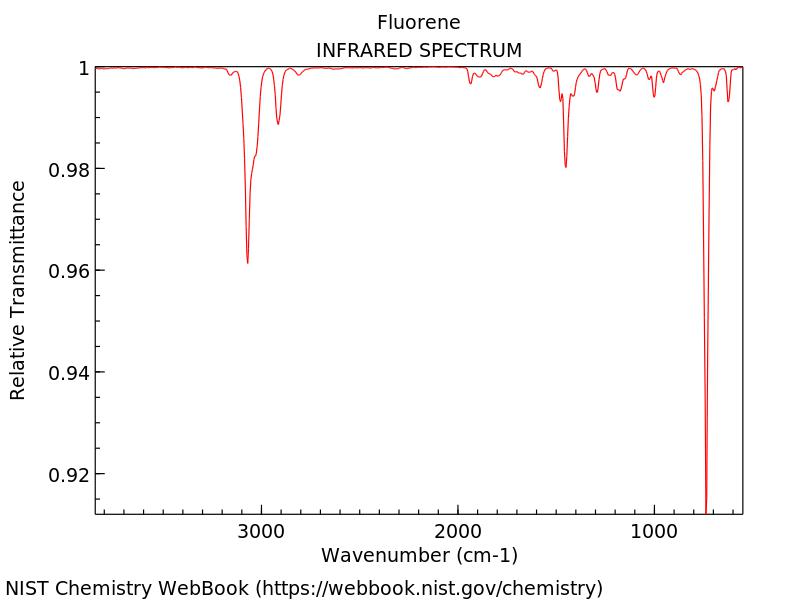 Fluorene
INFRARED SPECTRUM
1
0.98
0.96
0.94
0.92
Relative Transmittance
3000 2000 1000
Wavenumber (cm-1)
NIST Chemistry WebBook (https://webbook.nist.gov/chemistry)